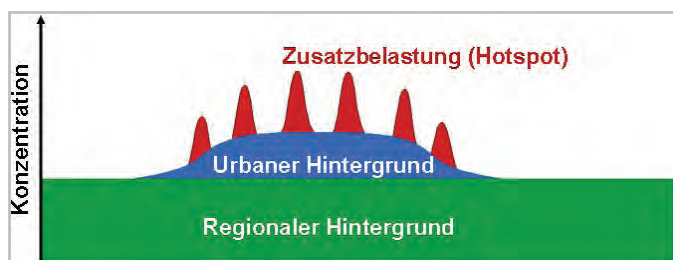 Konzentration
Zusatzbelastung (Hotspot)
Urbaner Hintergrund
Regionaler Hintergrund